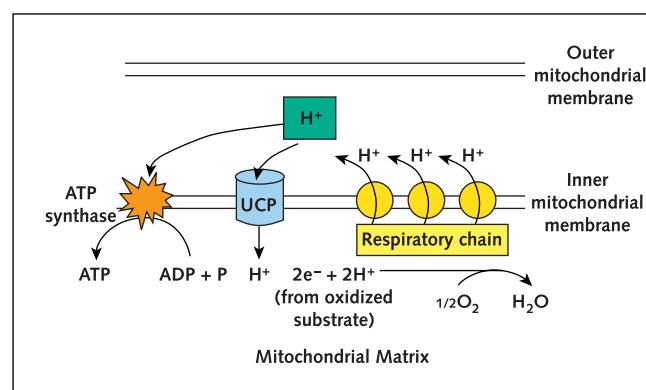 Outer
mitochondrial
membrane
H⁺
H⁺ H⁺ H⁺
ATP
synthase
UCP
Inner
mitochondrial
membrane
Respiratory chain
ATP ADP + P H⁺ 2e⁻ + 2H⁺
(from oxidized
substrate)
1/2O₂ H₂O
Mitochondrial Matrix